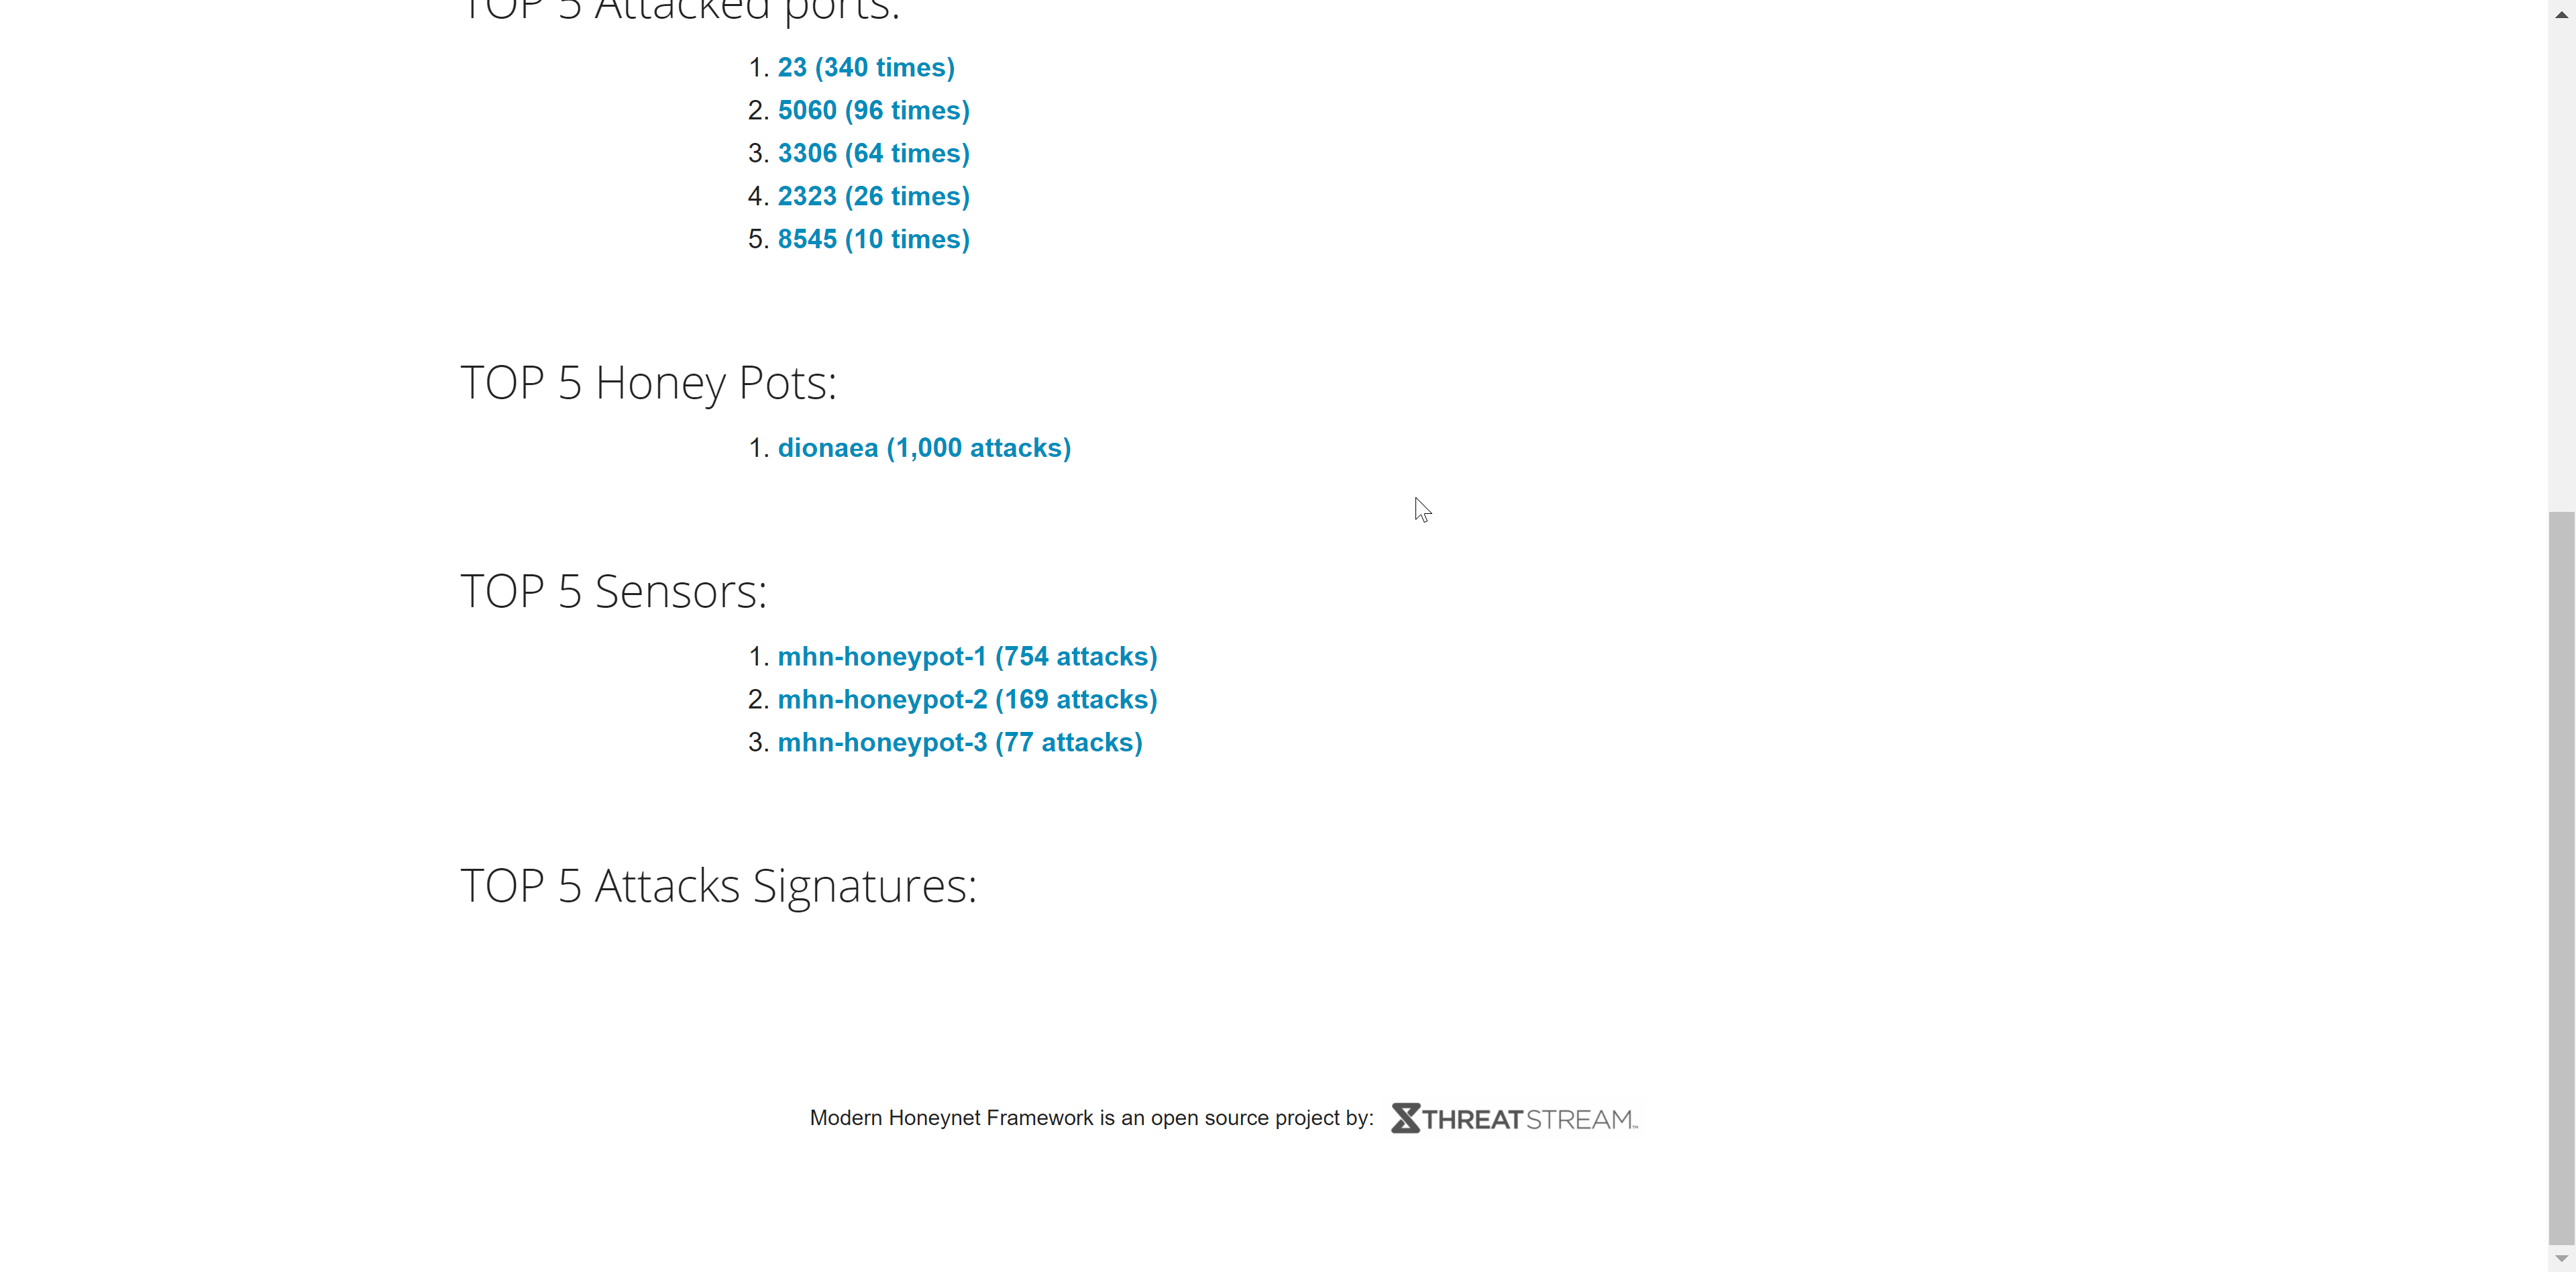 TOP 5 Attacked ports:
1. 23 (340 times)
2. 5060 (96 times)
3. 3306 (64 times)
4. 2323 (26 times)
5. 8545 (10 times)
TOP 5 Honey Pots:
1. dionaea (1,000 attacks)
TOP 5 Sensors:
1. mhn-honeypot-1 (754 attacks)
2. mhn-honeypot-2 (169 attacks)
3. mhn-honeypot-3 (77 attacks)
TOP 5 Attacks Signatures:
Modern Honeynet Framework is an open source project by: THREATSTREAM™